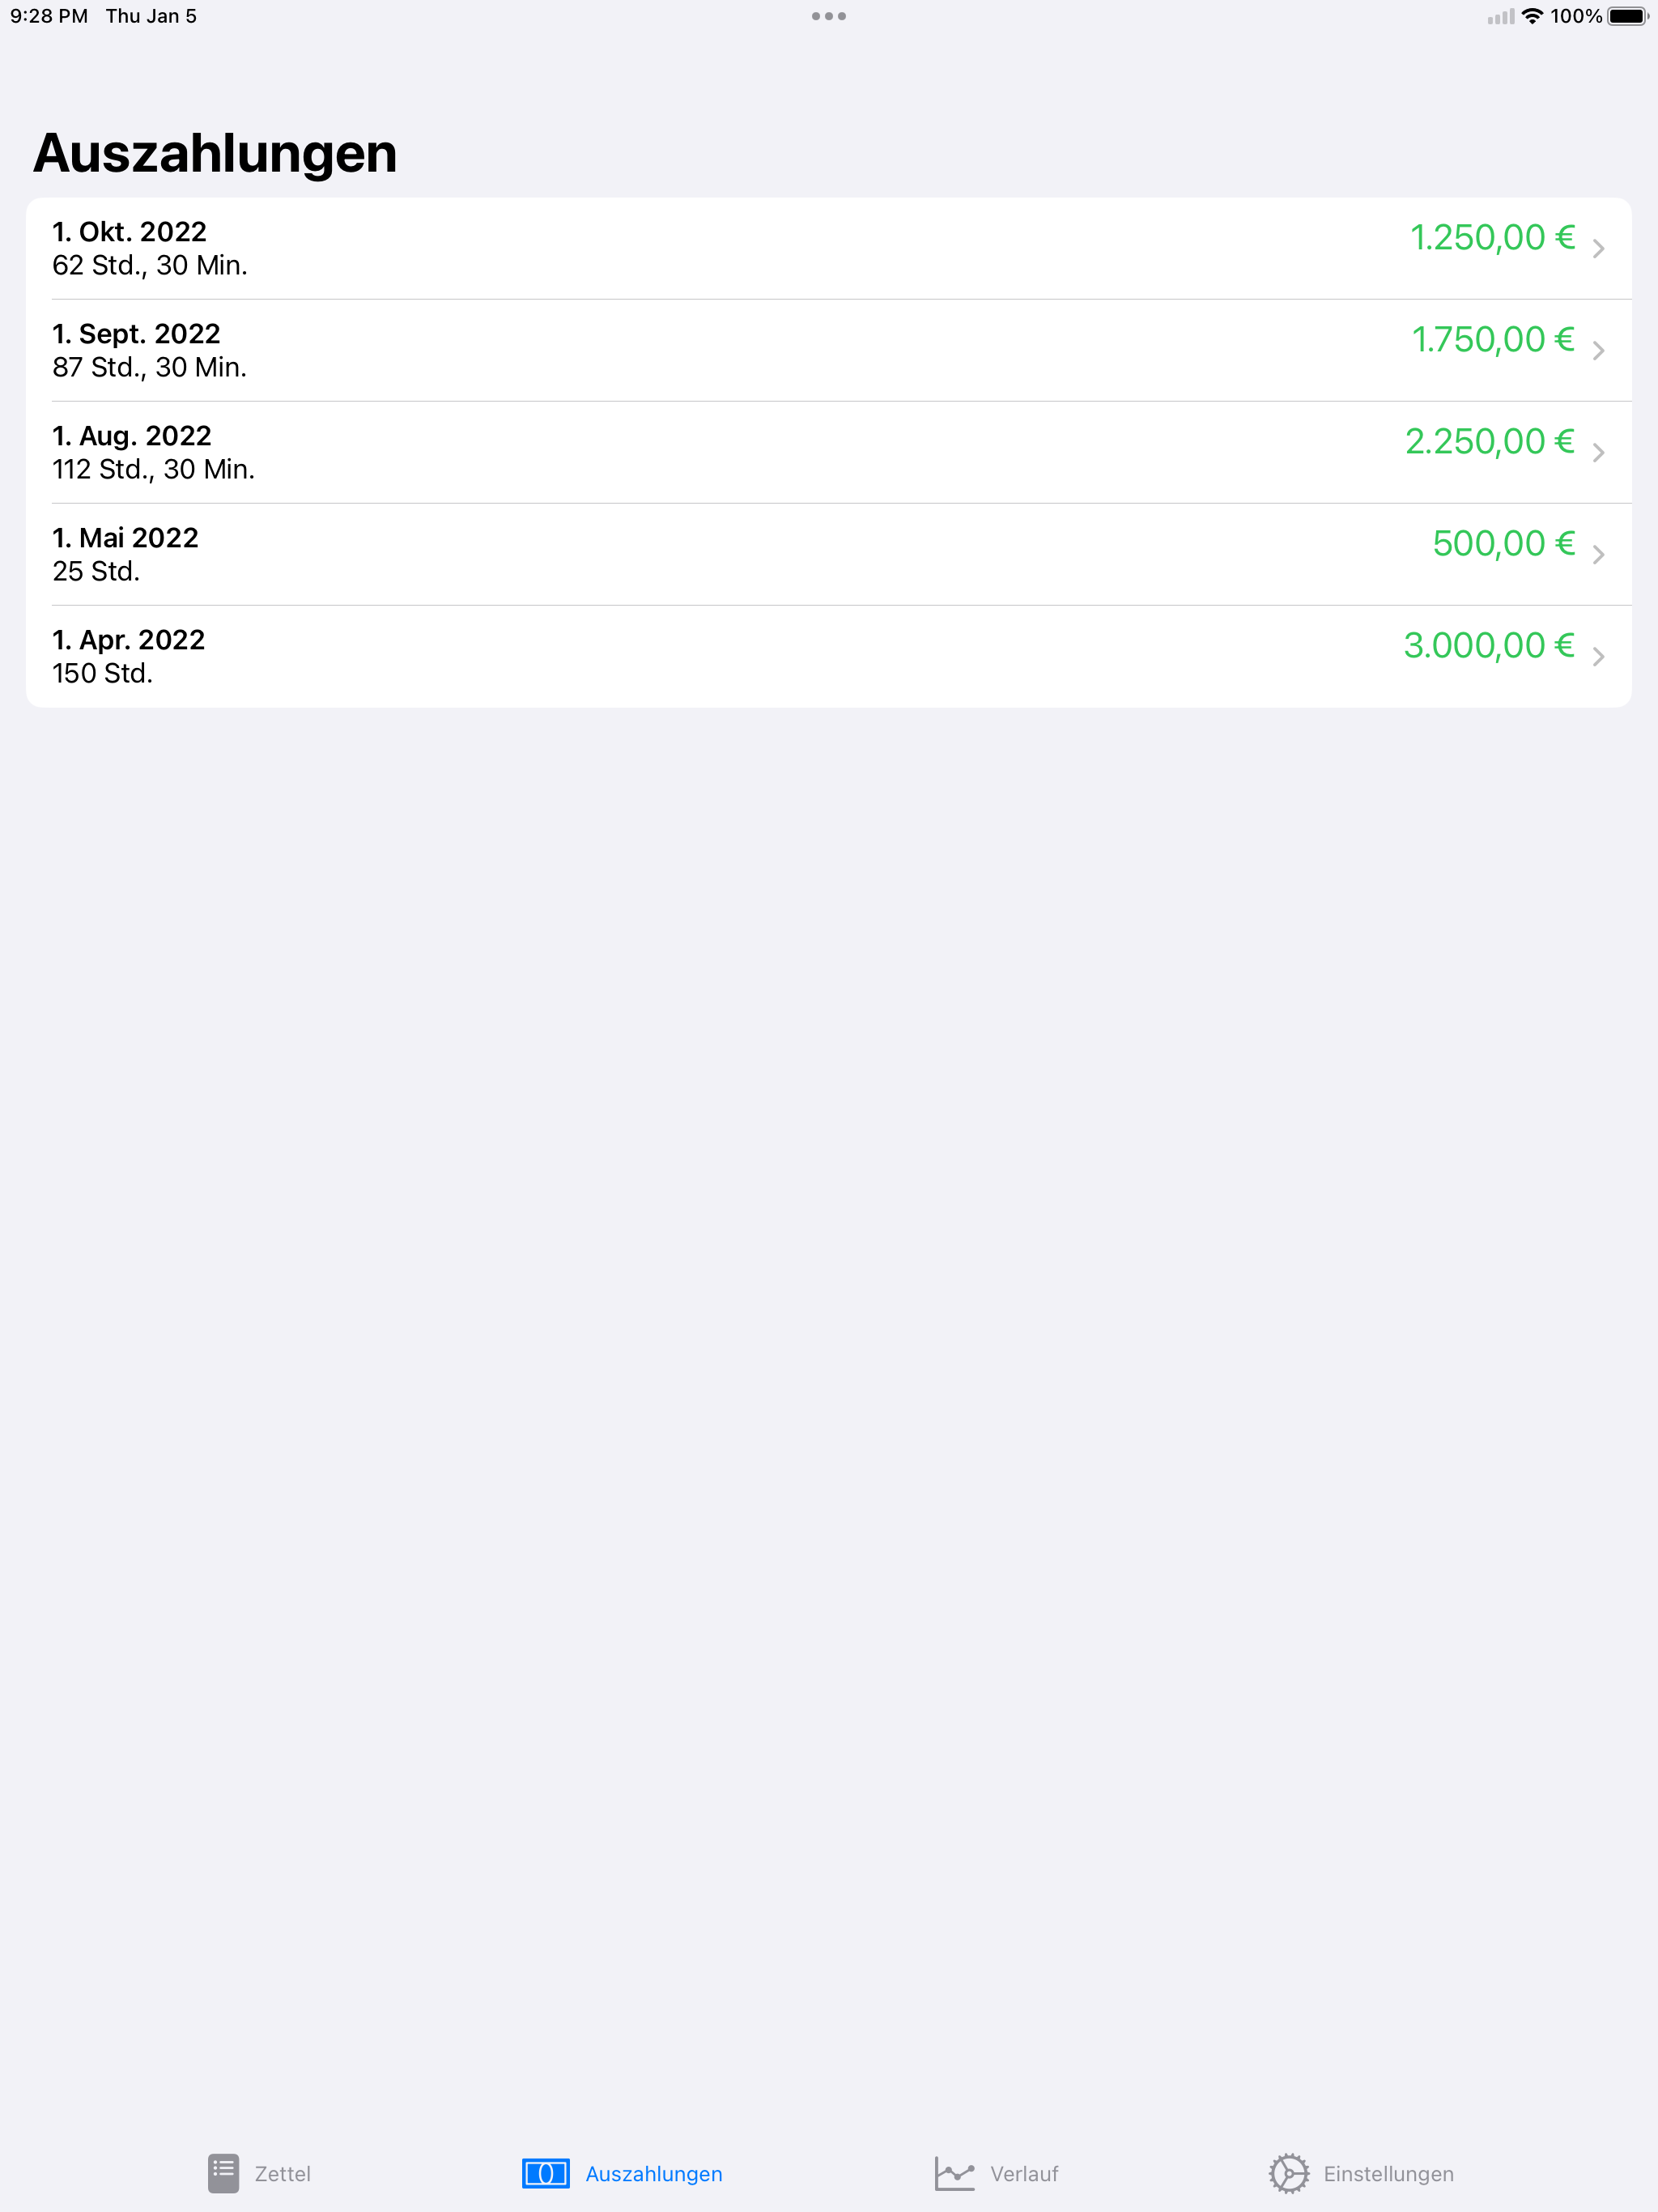 9:28 PM Thu Jan 5 100%
Auszahlungen
1. Okt. 2022 1.250,00 €
62 Std., 30 Min.
1. Sept. 2022 1.750,00 €
87 Std., 30 Min.
1. Aug. 2022 2.250,00 €
112 Std., 30 Min.
1. Mai 2022 500,00 €
25 Std.
1. Apr. 2022 3.000,00 €
150 Std.
Zettel Auszahlungen Verlauf Einstellungen